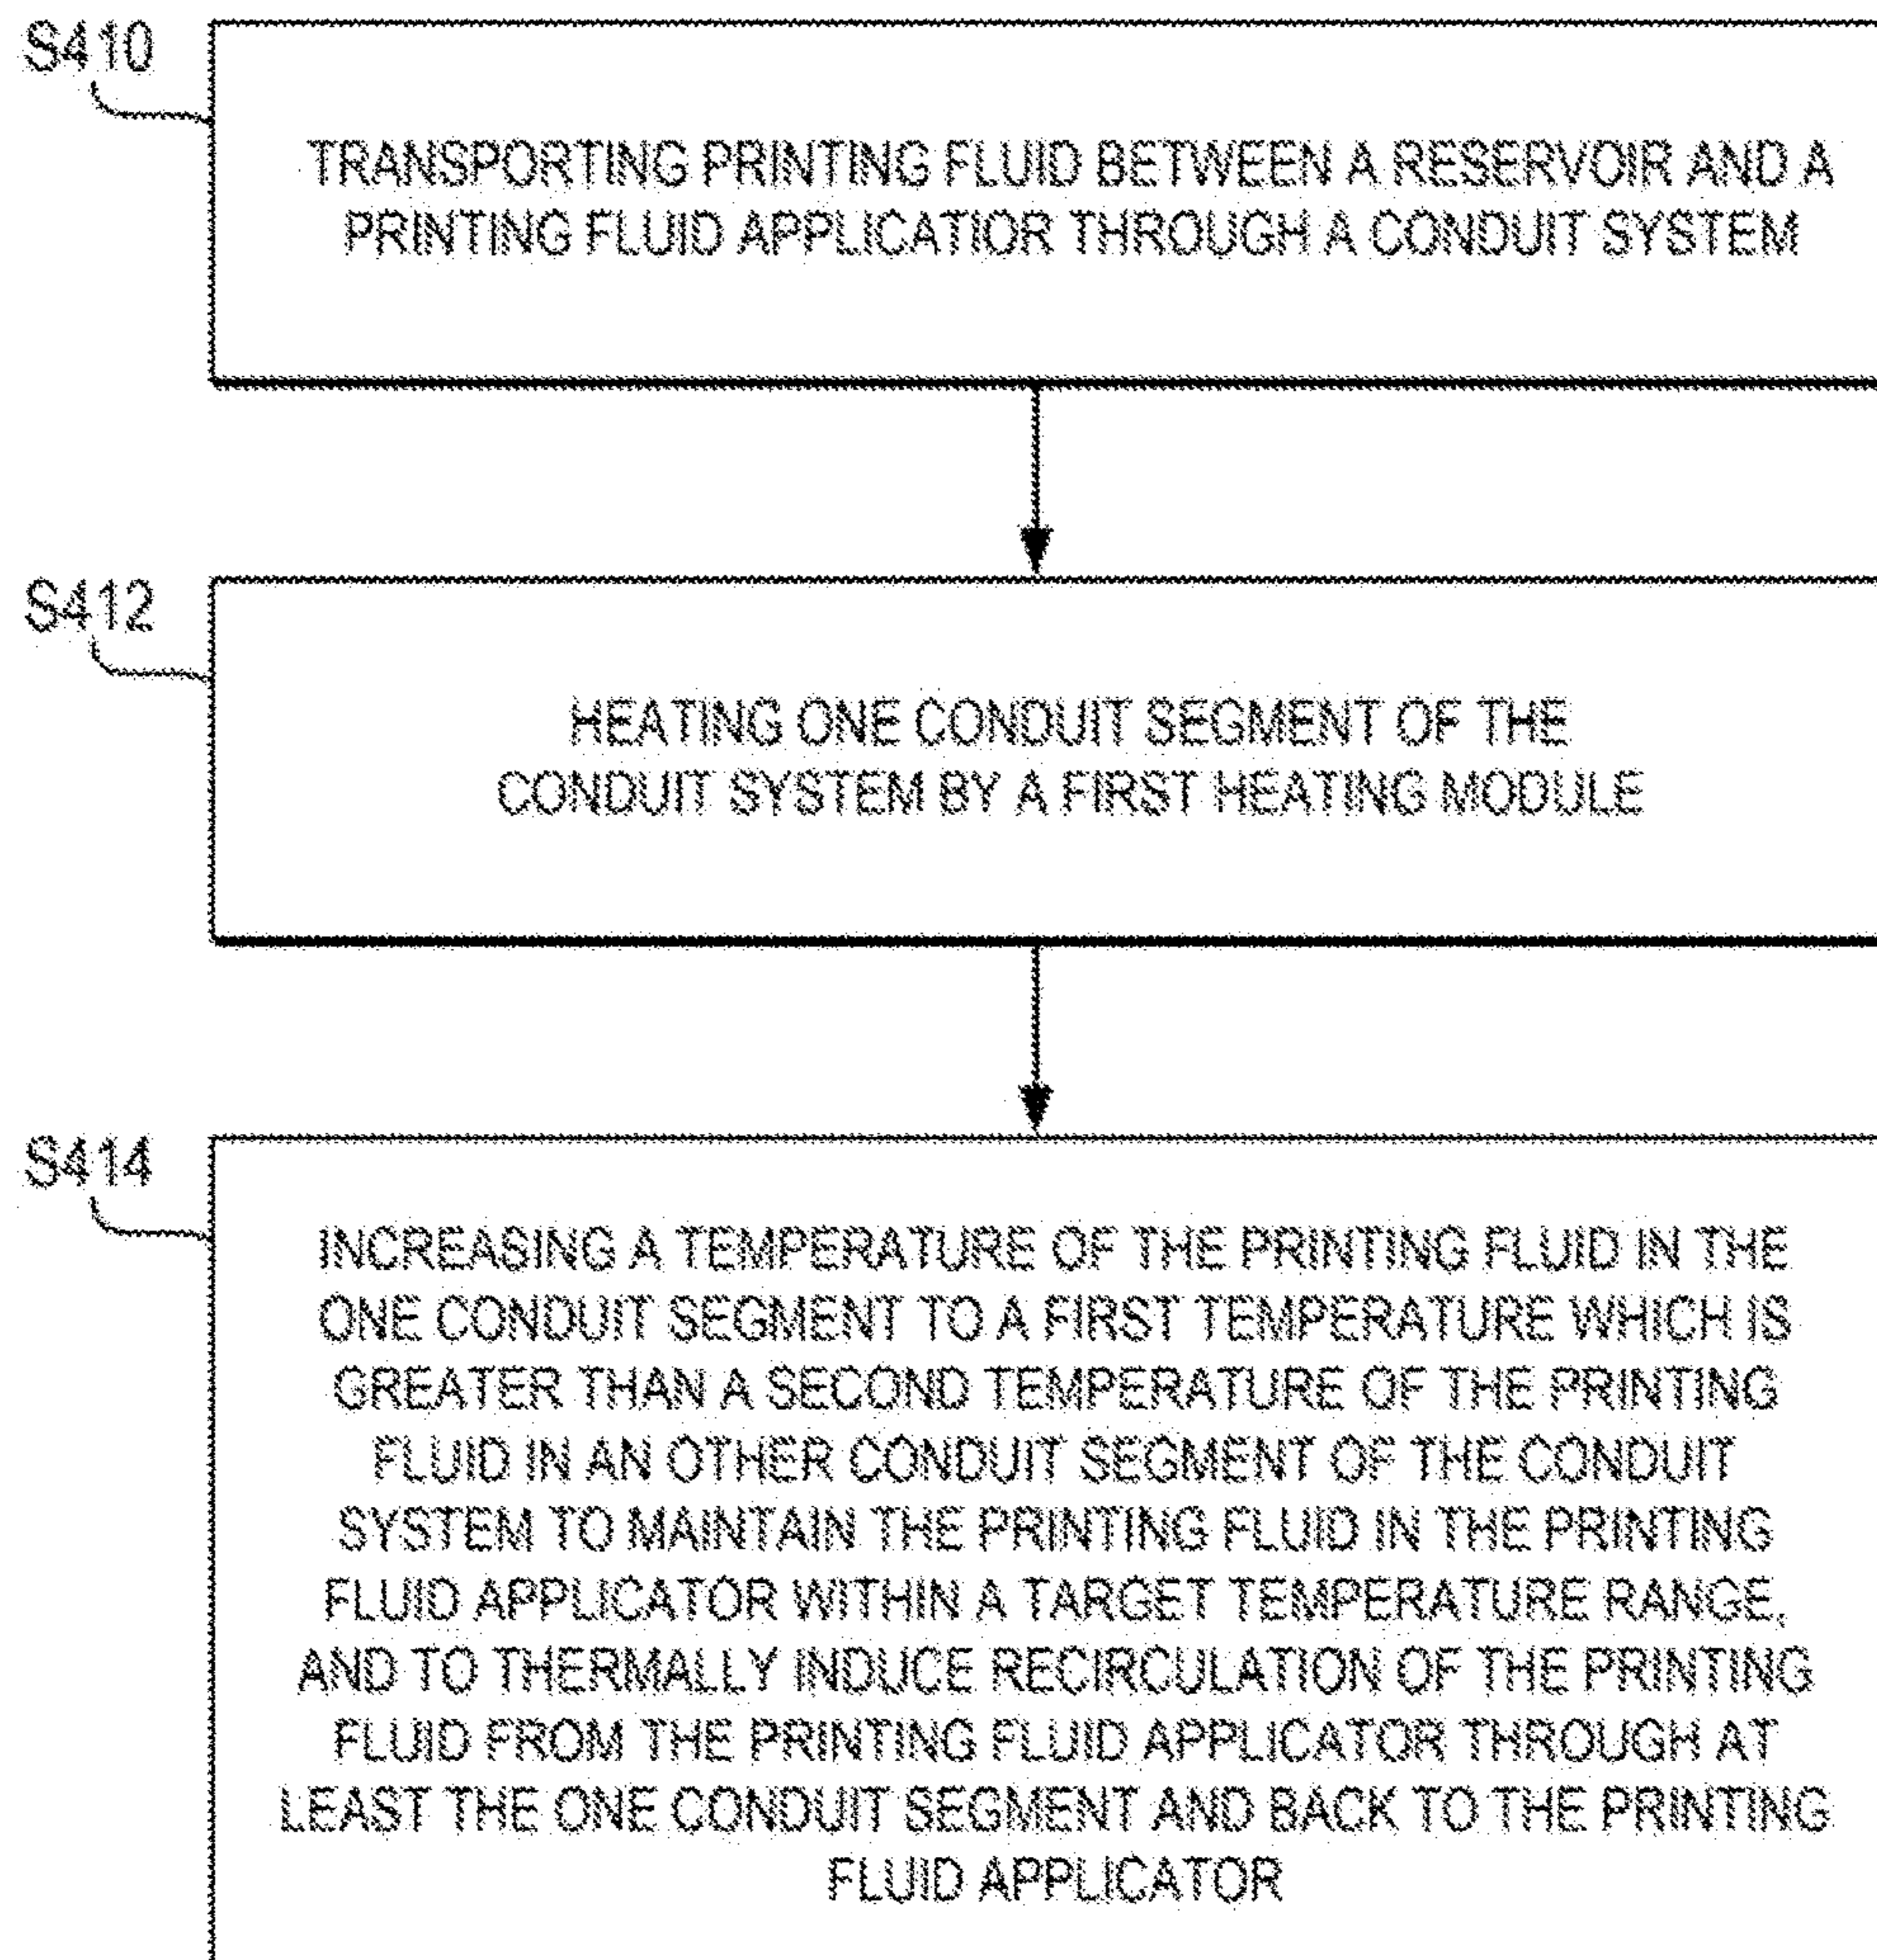 S410
TRANSPORTING PRINTING FLUID BETWEEN A RESERVOIR AND A
PRINTING FLUID APPLICATIOR THROUGH A CONDUIT SYSTEM
S412
HEATING ONE CONDUIT SEGMENT OF THE
CONDUIT SYSTEM BY A FIRST HEATING MODULE
S414
INCREASING A TEMPERATURE OF THE PRINTING FLUID IN THE
ONE CONDUIT SEGMENT TO A FIRST TEMPERATURE WHICH IS
GREATER THAN A SECOND TEMPERATURE OF THE PRINTING
FLUID IN AN OTHER CONDUIT SEGMENT OF THE CONDUIT
SYSTEM TO MAINTAIN THE PRINTING FLUID IN THE PRINTING
FLUID APPLICATOR WITHIN A TARGET TEMPERATURE RANGE,
AND TO THERMALLY INDUCE RECIRCULATION OF THE PRINTING
FLUID FROM THE PRINTING FLUID APPLICATOR THROUGH AT
LEAST THE ONE CONDUIT SEGMENT AND BACK TO THE PRINTING
FLUID APPLICATOR